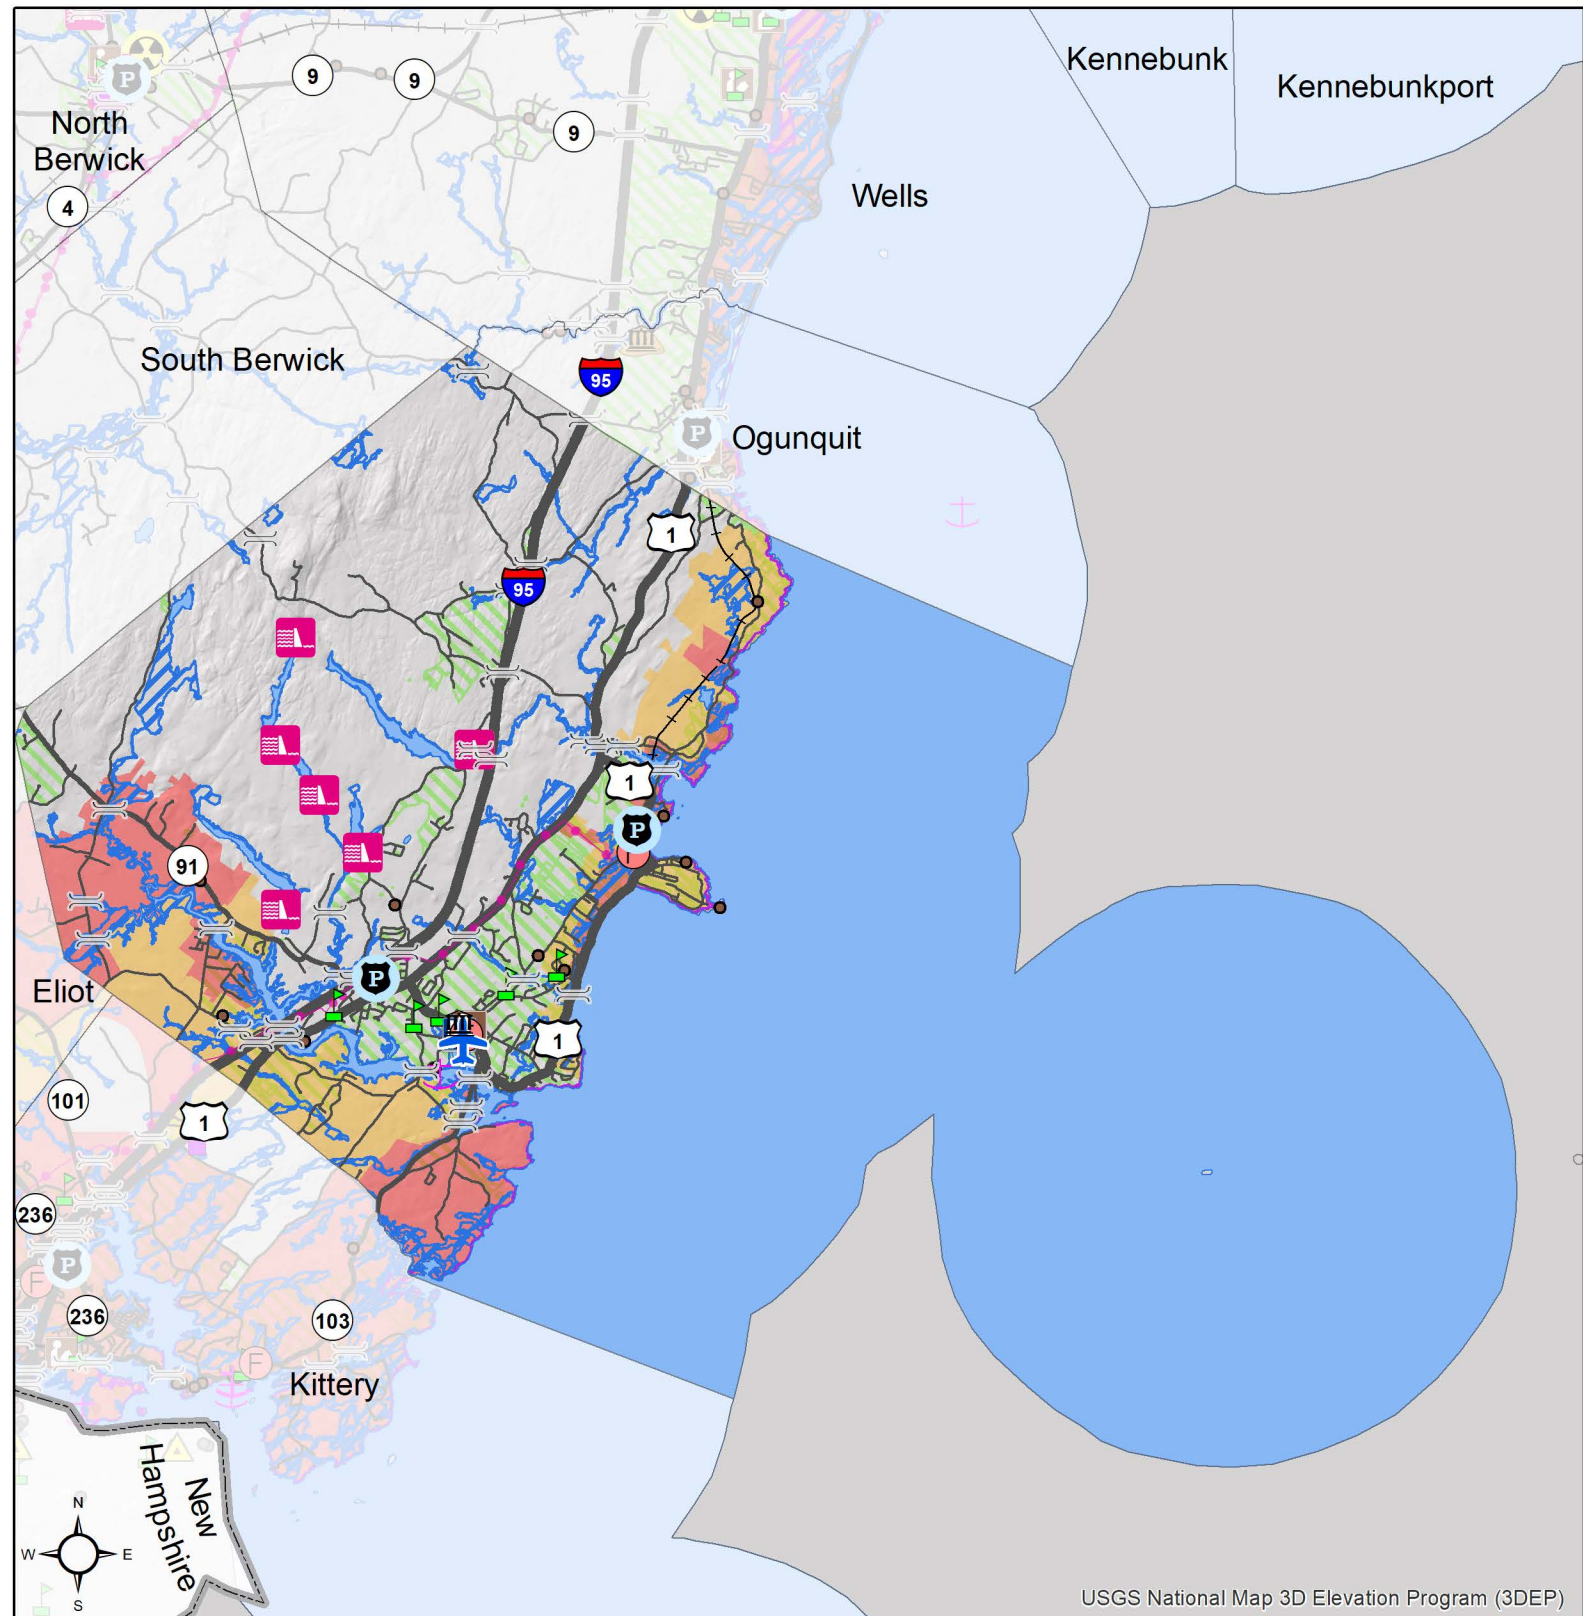 Kennebunk
Kennebunkport
9
9
9
P
North
Berwick
4
Wells
South Berwick
95
P
Ogunquit
1
95
1
P
91
P
Eliot
1
101
1
236
P
F
236
103
F
Kittery
New
Hampshire
N
W
E
S
USGS National Map 3D Elevation Program (3DEP)